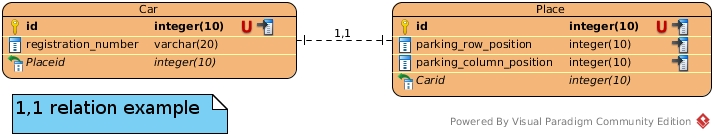 Car
id integer(10) U
registration_number varchar(20)
Placeid integer(10)
1,1
Place
id integer(10) U
parking_row_position integer(10)
parking_column_position integer(10)
Carid integer(10)
1,1 relation example
Powered By Visual Paradigm Community Edition